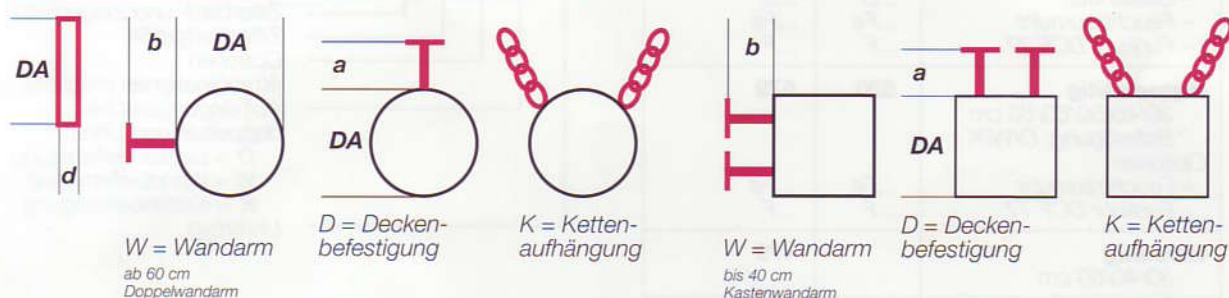 DA
d
b
DA
W = Wandarm
ab 60 cm
Doppelwandarm
a
DA
D = Decken-
befestigung
K = Ketten-
aufhängung
b
W = Wandarm
bis 40 cm
Kastenwandarm
a
DA
D = Decken-
befestigung
K = Ketten-
aufhängung